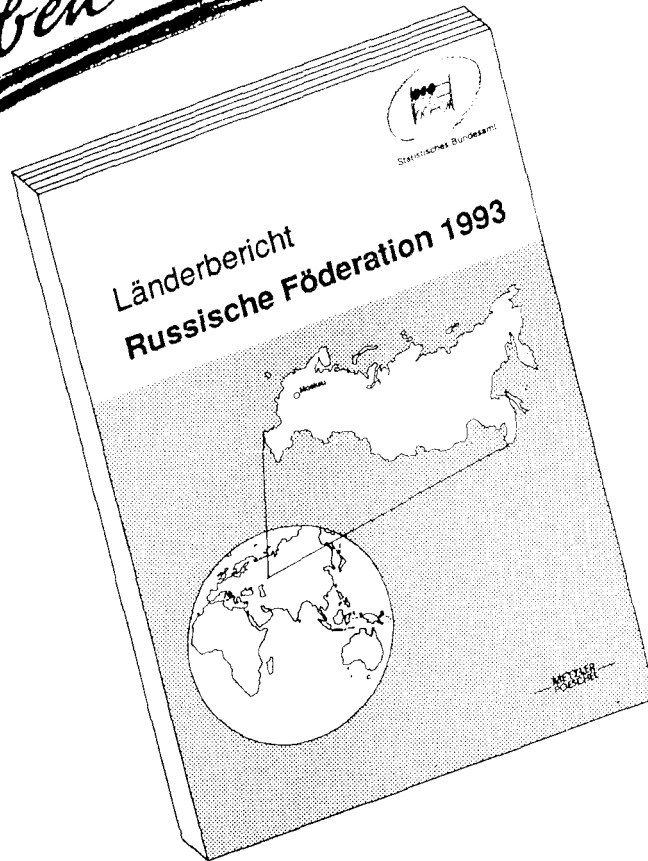 Statistisches Bundesamt
Länderbericht
Russische Föderation 1993
Moskau
METZLER
POESCHEL